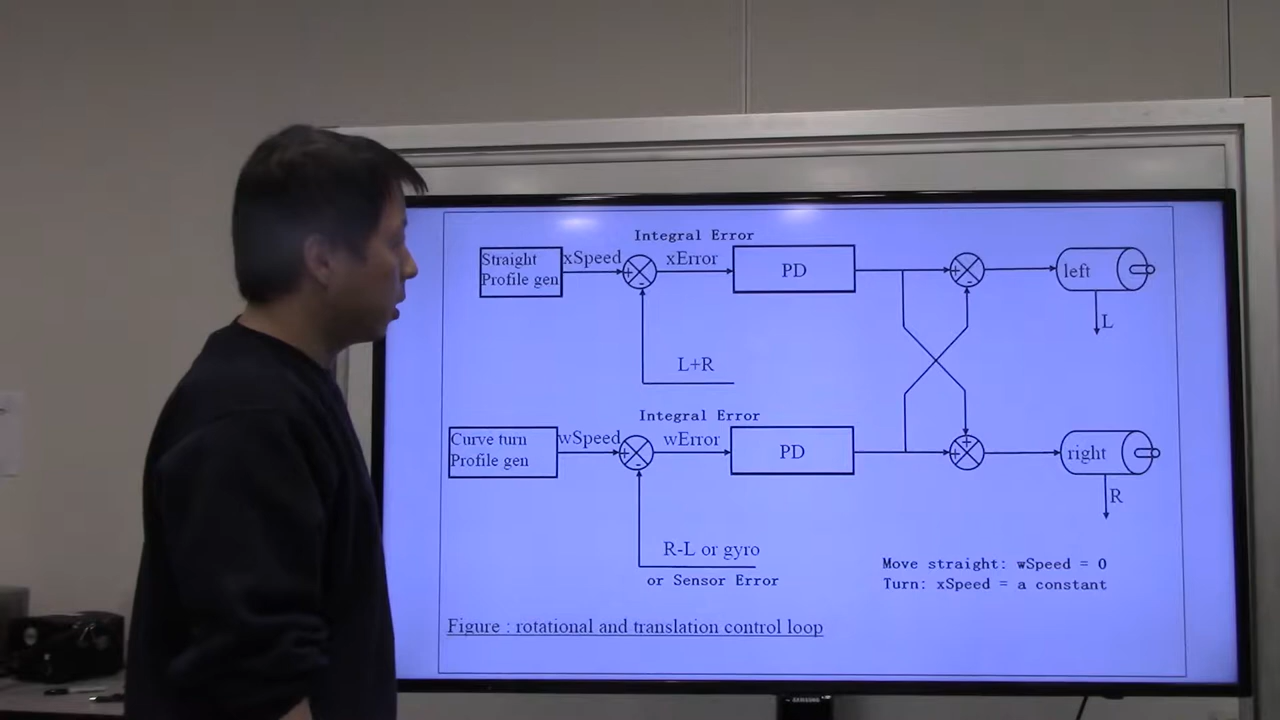 Integral Error
Straight
Profile gen
xSpeed
+
-
xError
PD
+
-
left
L
L+R
Integral Error
Curve turn
Profile gen
wSpeed
+
-
wError
PD
+
+
right
R
R-L or gyro
or Sensor Error
Move straight: wSpeed = 0
Turn: xSpeed = a constant
Figure : rotational and translation control loop
SAMSUNG